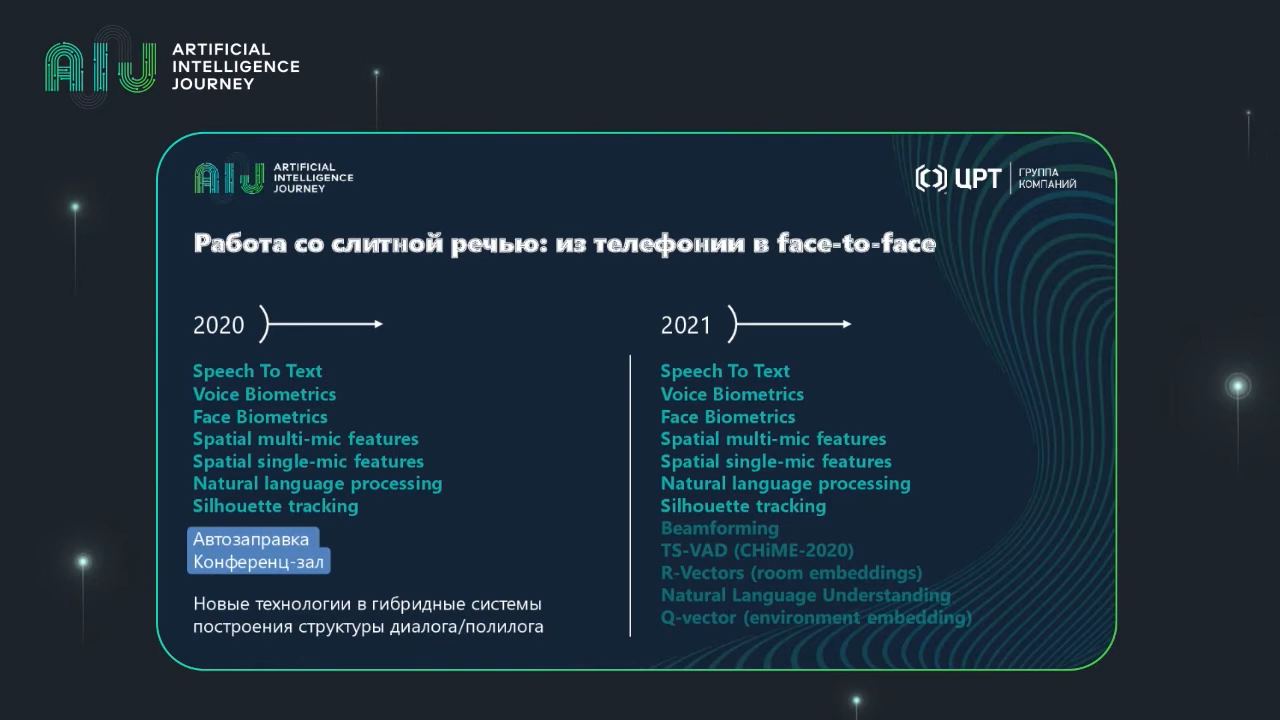 ARTIFICIAL
INTELLIGENCE
JOURNEY
ARTIFICIAL
INTELLIGENCE
JOURNEY
ЦРТ ГРУППА
КОМПАНИЙ
Работа со слитной речью: из телефонии в face-to-face
2020
Speech To Text
Voice Biometrics
Face Biometrics
Spatial multi-mic features
Spatial single-mic features
Natural language processing
Silhouette tracking
Автозаправка
Конференц-зал
Новые технологии в гибридные системы
построения структуры диалога/полилога
2021
Speech To Text
Voice Biometrics
Face Biometrics
Spatial multi-mic features
Spatial single-mic features
Natural language processing
Silhouette tracking
Beamforming
TS-VAD (CHiME-2020)
R-Vectors (room embeddings)
Natural Language Understanding
Q-vector (environment embedding)